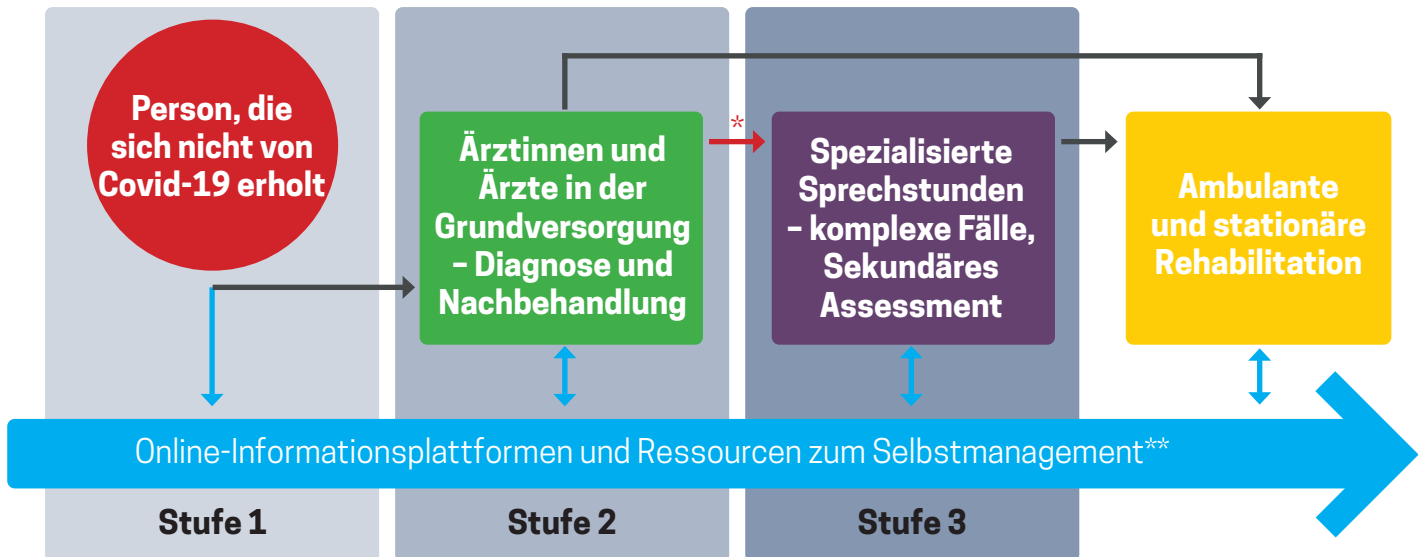 Person, die
sich nicht von
Covid-19 erholt
Ärztinnen und
Ärzte in der
Grundversorgung
– Diagnose und
Nachbehandlung
*
Spezialisierte
Sprechstunden
– komplexe Fälle,
Sekundäres
Assessment
Ambulante
und stationäre
Rehabilitation
Online-Informationsplattformen und Ressourcen zum Selbstmanagement**
Stufe 1
Stufe 2
Stufe 3